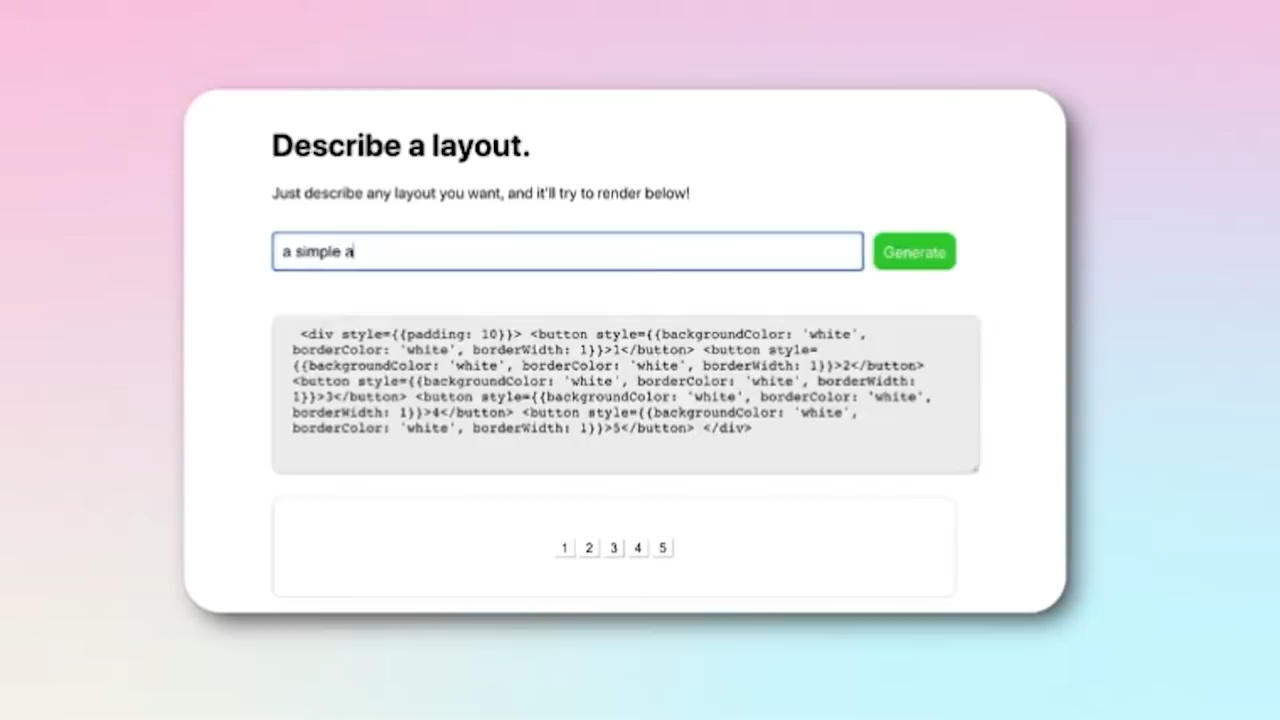 Describe a layout.
Just describe any layout you want, and it'll try to render below!
a simple a
Generate
<div style={{padding: 10}}> <button style={{backgroundColor: 'white',
borderColor: 'white', borderWidth: 1}}>1</button> <button style=
{{backgroundColor: 'white', borderColor: 'white', borderWidth: 1}}>2</button>
<button style={{backgroundColor: 'white', borderColor: 'white', borderWidth:
1}}>3</button> <button style={{backgroundColor: 'white', borderColor: 'white',
borderWidth: 1}}>4</button> <button style={{backgroundColor: 'white',
borderColor: 'white', borderWidth: 1}}>5</button> </div>
1 2 3 4 5